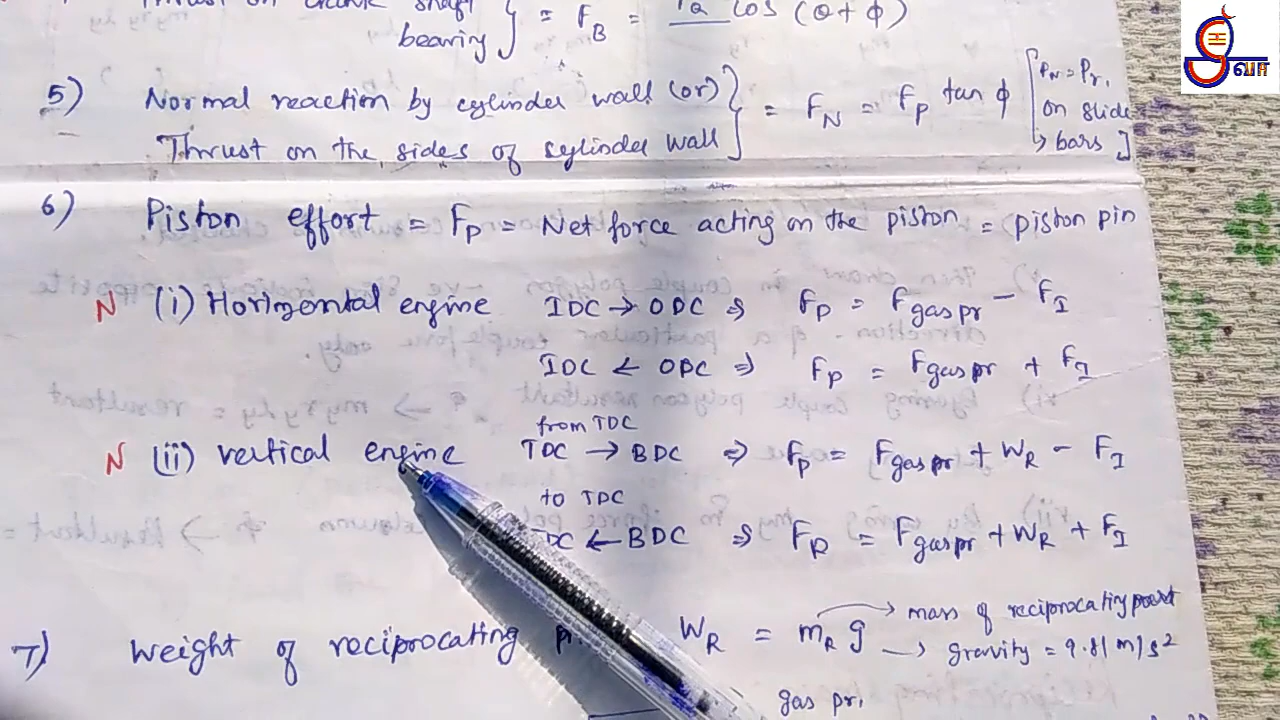 bearing } = F_B = cos (θ + φ)
5) Normal reaction by cylinder wall (or) } = F_N = F_P tan φ [F_N = Pr.
Thrust on the sides of cylinder wall on slide
bars]
6) Piston effort = F_P = Net force acting on the piston = piston pin
N (i) Horizontal engine IDC → ODC ⇒ F_P = F_gas pr − F_I
IDC ← ODC ⇒ F_P = F_gas pr + F_I
from TDC
N (ii) vertical engine TDC → BDC ⇒ F_P = F_gas pr + W_R − F_I
to TDC
DC ← BDC ⇒ F_R = F_gas pr + W_R + F_I
7) Weight of reciprocating W_R = m_R g → mass of reciprocating part
→ gravity = 9.81 m/s²
gas pr.